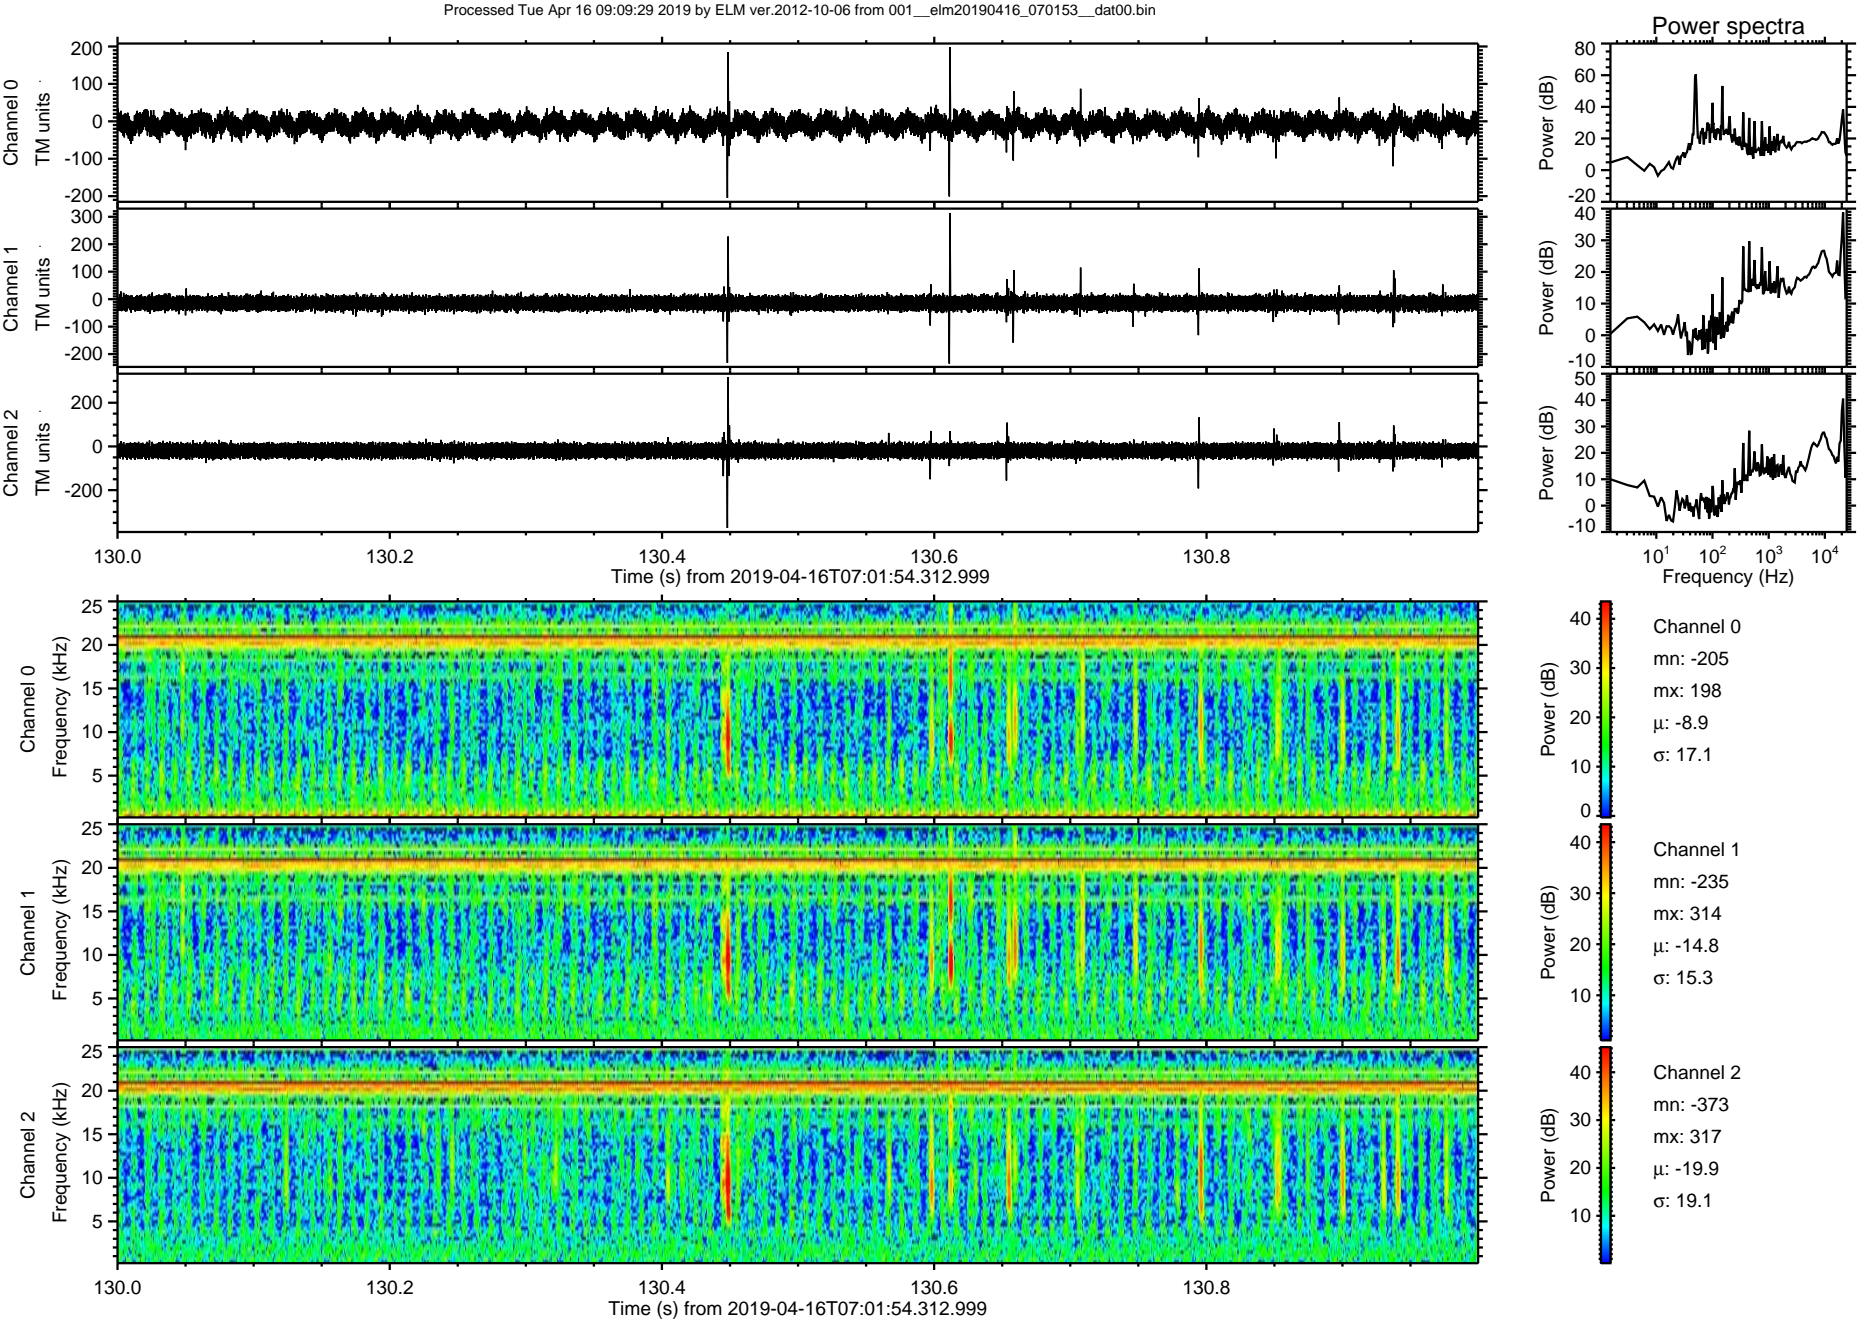 Processed Tue Apr 16 09:09:29 2019 by ELM ver.2012-10-06 from 001__elm20190416_070153__dat00.bin
Power spectra
Channel 0
TM units
200
100
0
-100
-200
Power (dB)
80
60
40
20
0
-20
Channel 1
TM units
300
200
100
0
-100
-200
Power (dB)
40
30
20
10
0
-10
Channel 2
TM units
200
0
-200
Power (dB)
50
40
30
20
10
0
-10
130.0 130.2 130.4 130.6 130.8
Time (s) from 2019-04-16T07:01:54.312.999
10¹ 10² 10³ 10⁴
Frequency (Hz)
Channel 0
Frequency (kHz)
25
20
15
10
5
Power (dB)
40
30
20
10
0
Channel 0
mn: -205
mx: 198
μ: -8.9
σ: 17.1
Channel 1
Frequency (kHz)
25
20
15
10
5
Power (dB)
40
30
20
10
Channel 1
mn: -235
mx: 314
μ: -14.8
σ: 15.3
Channel 2
Frequency (kHz)
25
20
15
10
5
Power (dB)
40
30
20
10
Channel 2
mn: -373
mx: 317
μ: -19.9
σ: 19.1
130.0 130.2 130.4 130.6 130.8
Time (s) from 2019-04-16T07:01:54.312.999